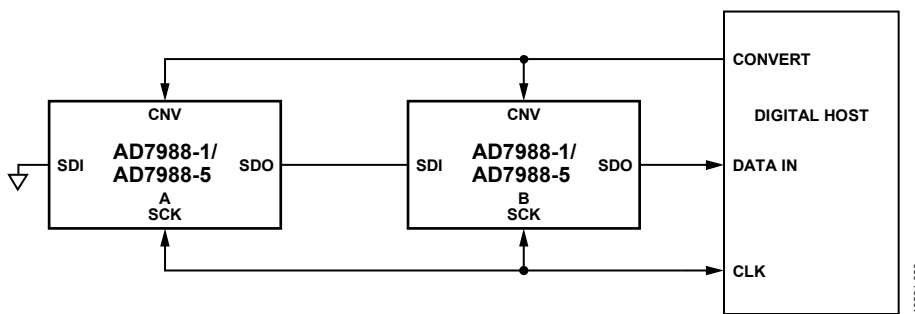 CONVERT
CNV
CNV
DIGITAL HOST
AD7988-1/
AD7988-5
SDI
SDO
A
SCK
AD7988-1/
AD7988-5
SDI
SDO
B
SCK
DATA IN
CLK